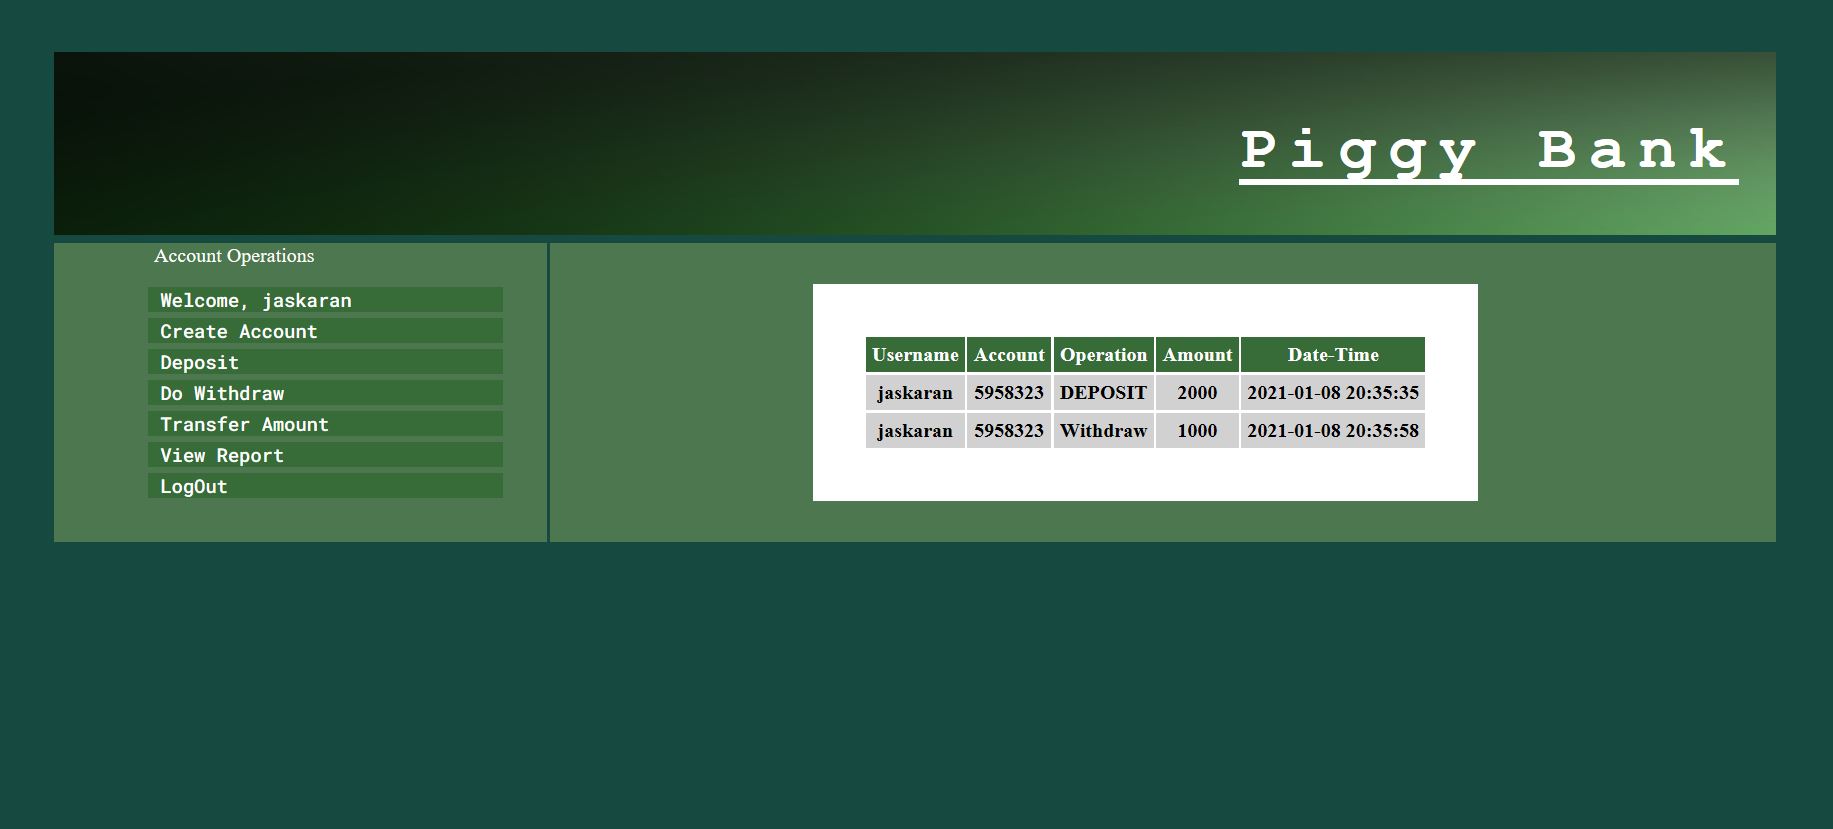 Piggy Bank
Account Operations
Welcome, jaskaran
Create Account
Deposit
Do Withdraw
Transfer Amount
View Report
LogOut
Username Account Operation Amount Date-Time
jaskaran 5958323 DEPOSIT 2000 2021-01-08 20:35:35
jaskaran 5958323 Withdraw 1000 2021-01-08 20:35:58